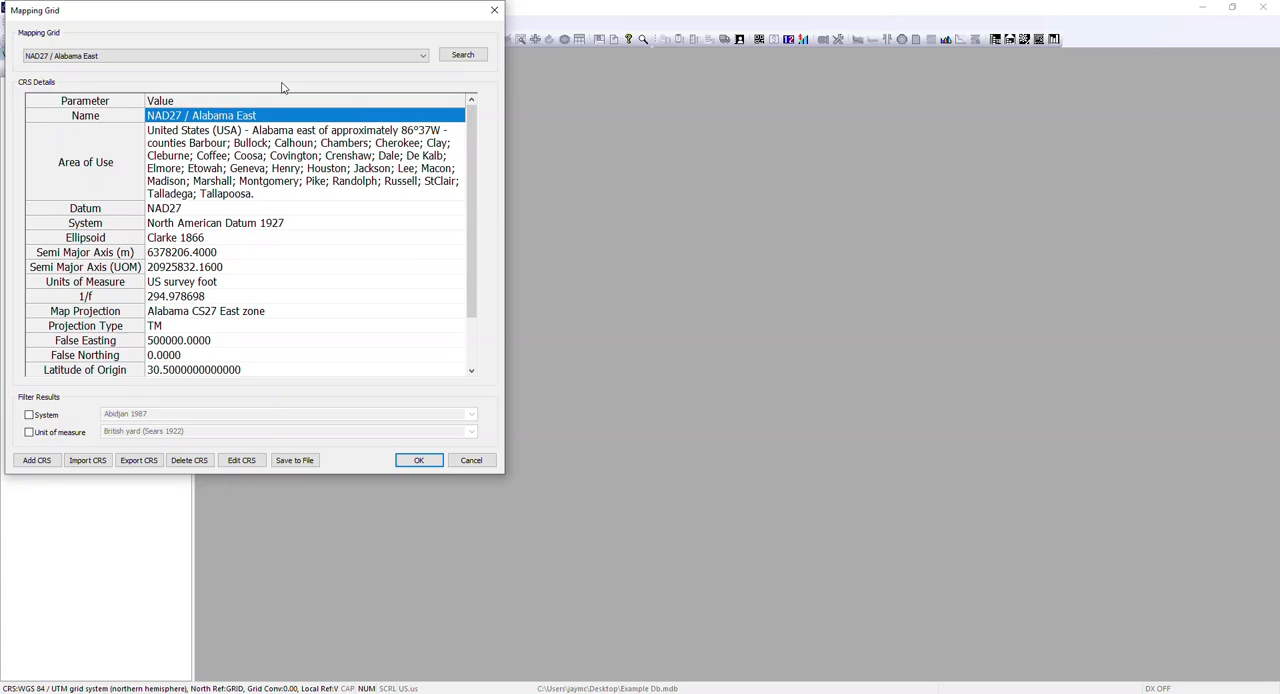 Mapping Grid
Mapping Grid
NAD27 / Alabama East
Search
CRS Details
Parameter Value
Name NAD27 / Alabama East
Area of Use United States (USA) - Alabama east of approximately 86°37W -
counties Barbour; Bullock; Calhoun; Chambers; Cherokee; Clay;
Cleburne; Coffee; Coosa; Covington; Crenshaw; Dale; De Kalb;
Elmore; Etowah; Geneva; Henry; Houston; Jackson; Lee; Macon;
Madison; Marshall; Montgomery; Pike; Randolph; Russell; StClair;
Talladega; Tallapoosa.
Datum NAD27
System North American Datum 1927
Ellipsoid Clarke 1866
Semi Major Axis (m) 6378206.4000
Semi Major Axis (UOM) 20925832.1600
Units of Measure US survey foot
1/f 294.978698
Map Projection Alabama CS27 East zone
Projection Type TM
False Easting 500000.0000
False Northing 0.0000
Latitude of Origin 30.5000000000000
Filter Results
System Abidjan 1987
Unit of measure British yard (Sears 1922)
Add CRS Import CRS Export CRS Delete CRS Edit CRS Save to File OK Cancel
CRS:WGS 84 / UTM grid system (northern hemisphere), North Ref:GRID, Grid Conv:0.00, Local Ref:V CAP NUM SCRL US.us C:\Users\jaymc\Desktop\Example Db.mdb DX OFF